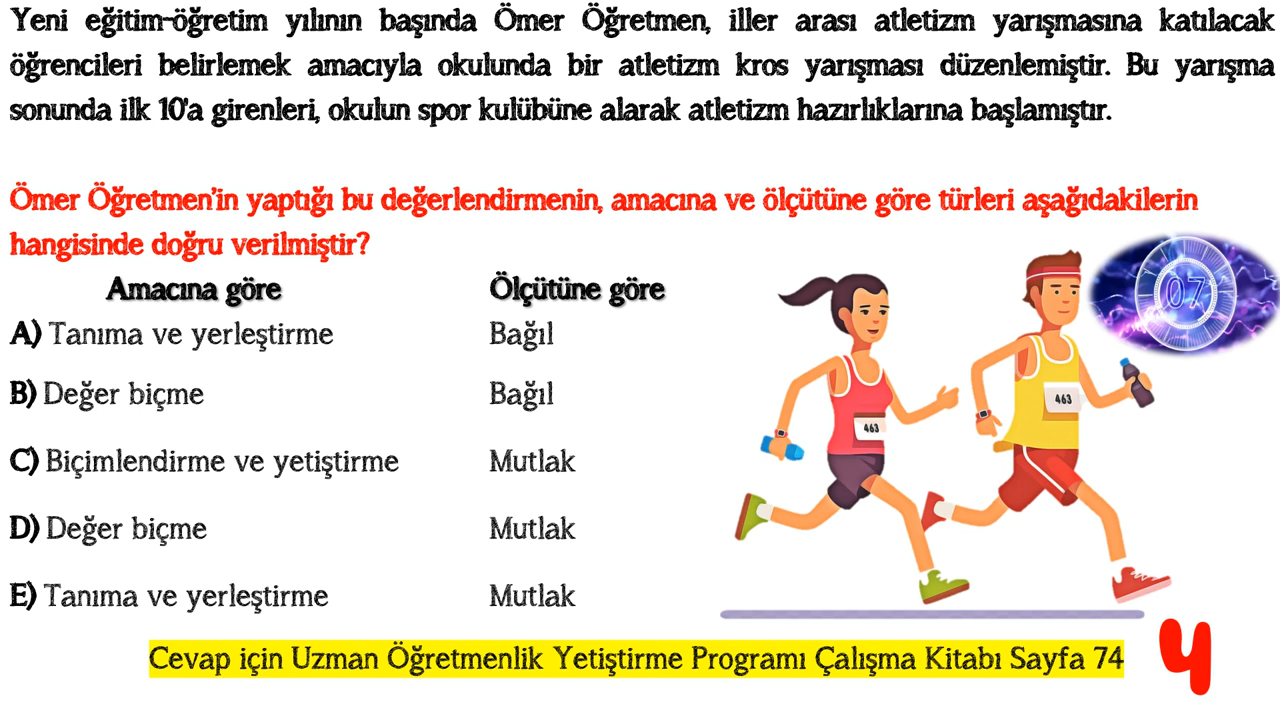 Yeni eğitim-öğretim yılının başında Ömer Öğretmen, iller arası atletizm yarışmasına katılacak
öğrencileri belirlemek amacıyla okulunda bir atletizm kros yarışması düzenlemiştir. Bu yarışma
sonunda ilk 10'a girenleri, okulun spor kulübüne alarak atletizm hazırlıklarına başlamıştır.
Ömer Öğretmen'in yaptığı bu değerlendirmenin, amacına ve ölçütüne göre türleri aşağıdakilerin
hangisinde doğru verilmiştir?
Amacına göre Ölçütüne göre
A) Tanıma ve yerleştirme Bağıl
B) Değer biçme Bağıl
C) Biçimlendirme ve yetiştirme Mutlak
D) Değer biçme Mutlak
E) Tanıma ve yerleştirme Mutlak
07
463
463
Cevap için Uzman Öğretmenlik Yetiştirme Programı Çalışma Kitabı Sayfa 74
4